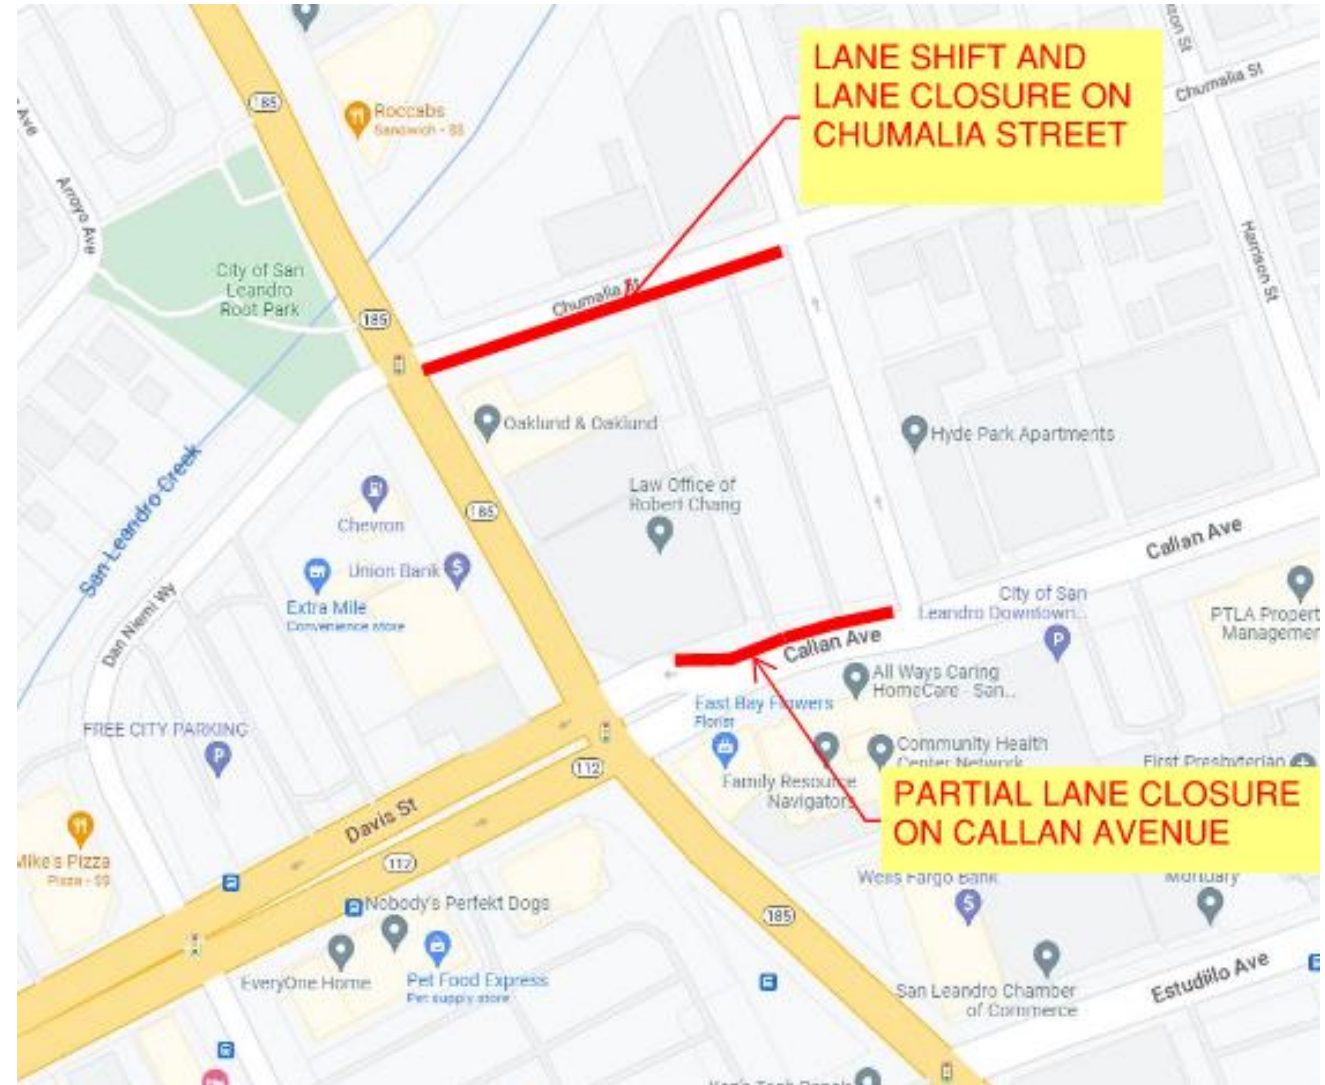 LANE SHIFT AND
LANE CLOSURE ON
CHUMALIA STREET
Chumalia St
185
Roccabs
Sandwich - $$
Ave
Arroyo Ave
City of San
Leandro
Root Park
185
Chumalia St
Harrison St
Oaklund & Oaklund
Hyde Park Apartments
Law Office of
Robert Chang
185
Chevron
Union Bank
San Leandro Creek
Extra Mile
Convenience store
Dan Niemi Wy
Callan Ave
City of San
Leandro Downtown...
PTLA Propert
Managemer
Callan Ave
All Ways Caring
HomeCare - San...
East Bay Flowers
Florist
FREE CITY PARKING
Community Health
Center Network
First Presbyterian
112
Family Resource
Navigators
PARTIAL LANE CLOSURE
ON CALLAN AVENUE
Davis St
Mike's Pizza
Pizza - $$
112
Wells Fargo Bank
Mortuary
Nobody's Perfekt Dogs
185
EveryOne Home
Pet Food Express
Pet supply store
San Leandro Chamber
of Commerce
Estudillo Ave